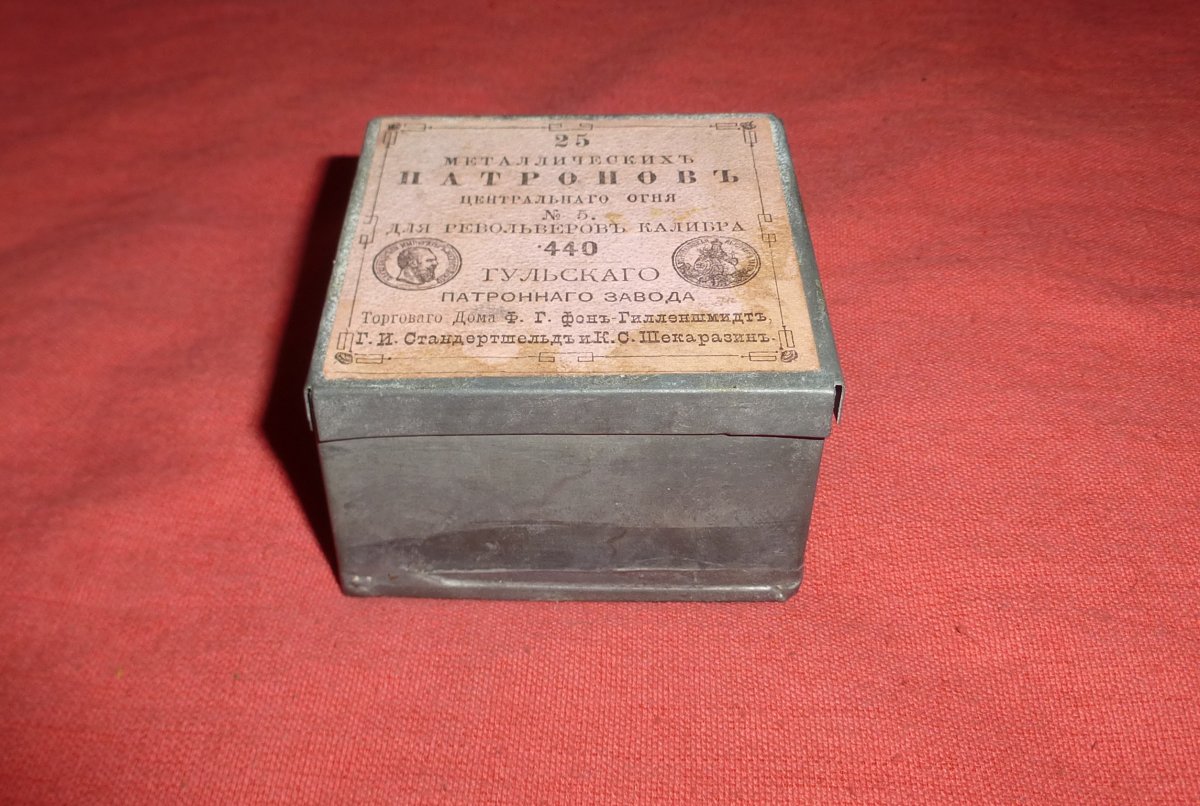 25
МЕТАЛЛИЧЕСКИХЪ
ПАТРОНОВЪ
ЦЕНТРАЛЬНАГО ОГНЯ
№ 5.
ДЛЯ РЕВОЛЬВЕРОВЪ КАЛИБРА
·440
ТУЛЬСКАГО
ПАТРОННАГО ЗАВОДА
Торговаго Дома Ф. Г. фонъ-Гилленшмидтъ,
Г. И. Стандертшельдъ и К. С. Шекаразинъ.